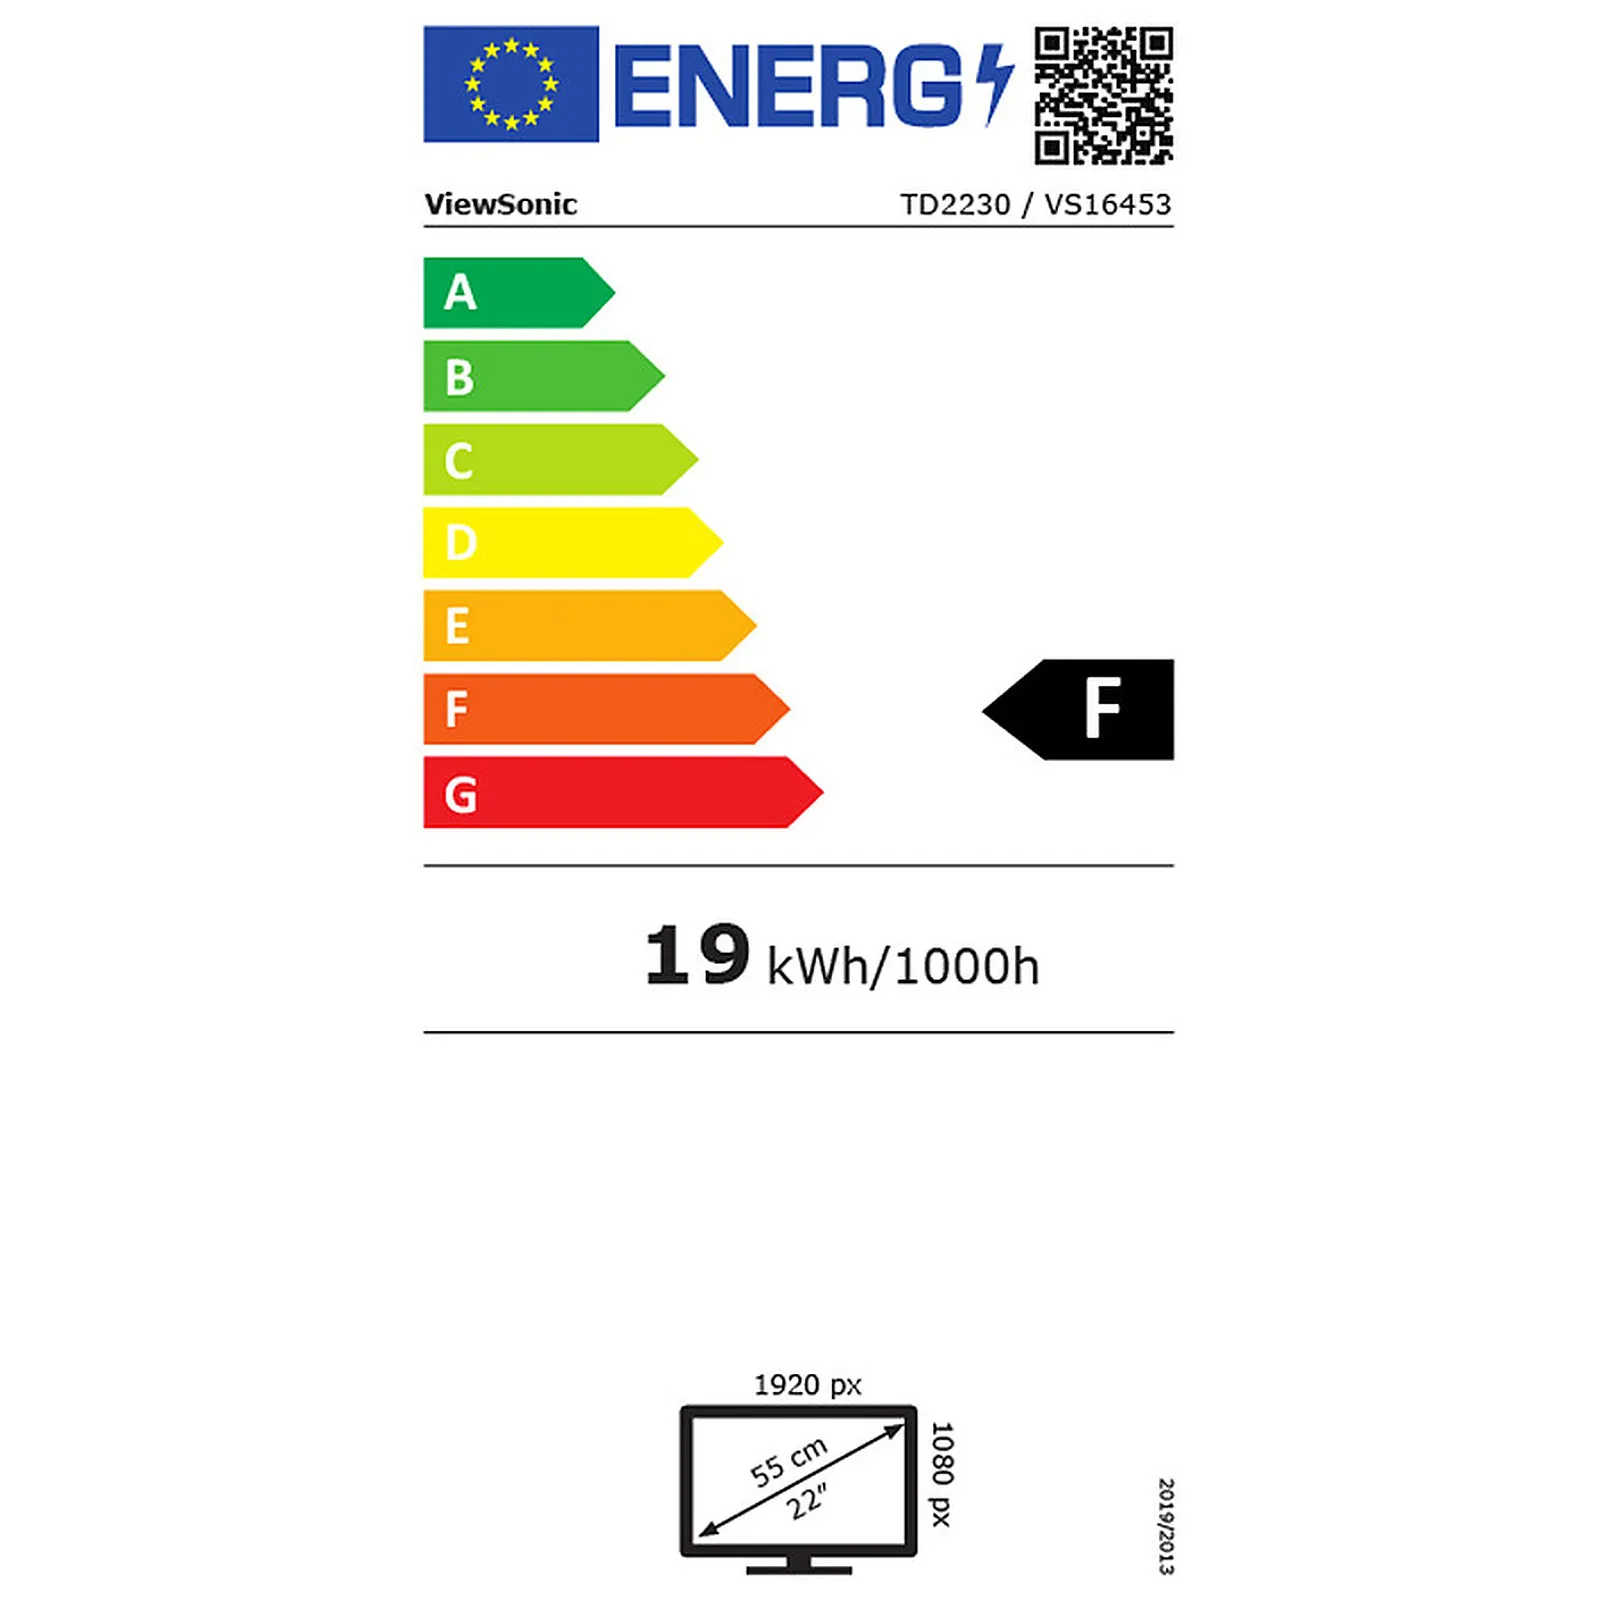 ENERG
ViewSonic
TD2230 / VS16453
A
B
C
D
E
F
F
G
19 kWh/1000h
1920 px
55 cm
22"
1080 px
2019/2013